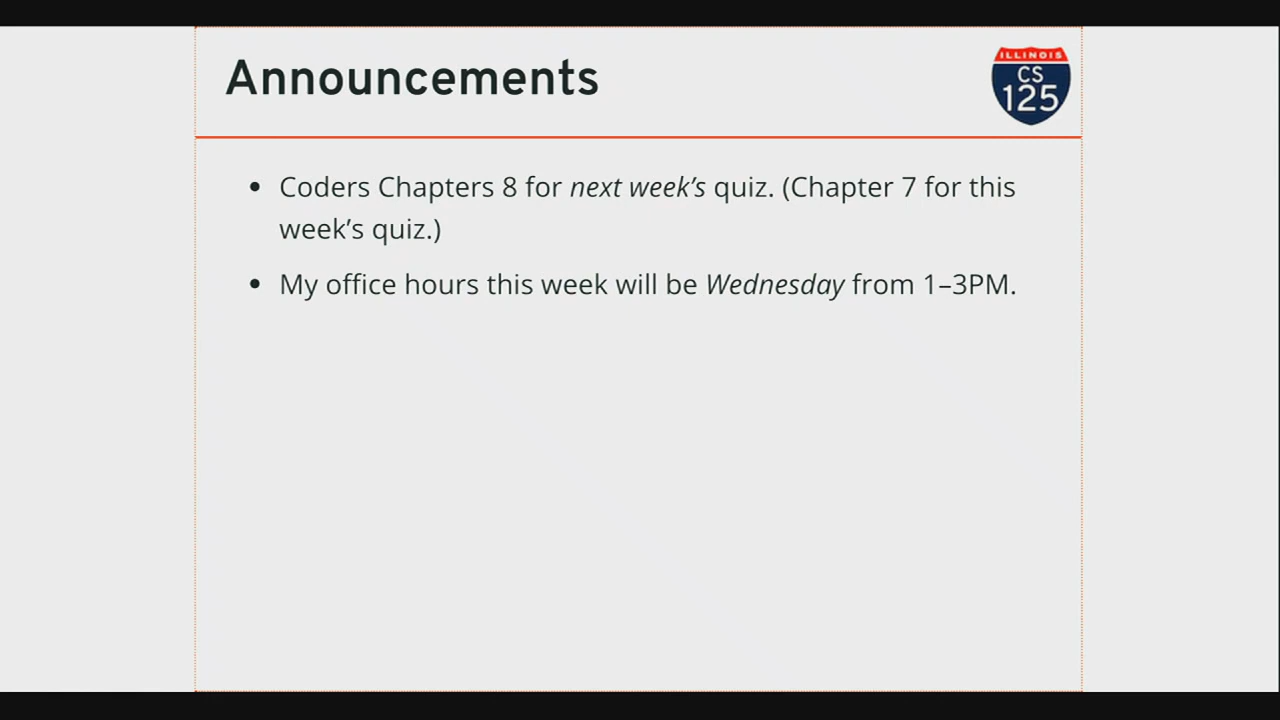 Announcements
ILLINOIS
CS
125
• Coders Chapters 8 for next week’s quiz. (Chapter 7 for this
week’s quiz.)
• My office hours this week will be Wednesday from 1–3PM.